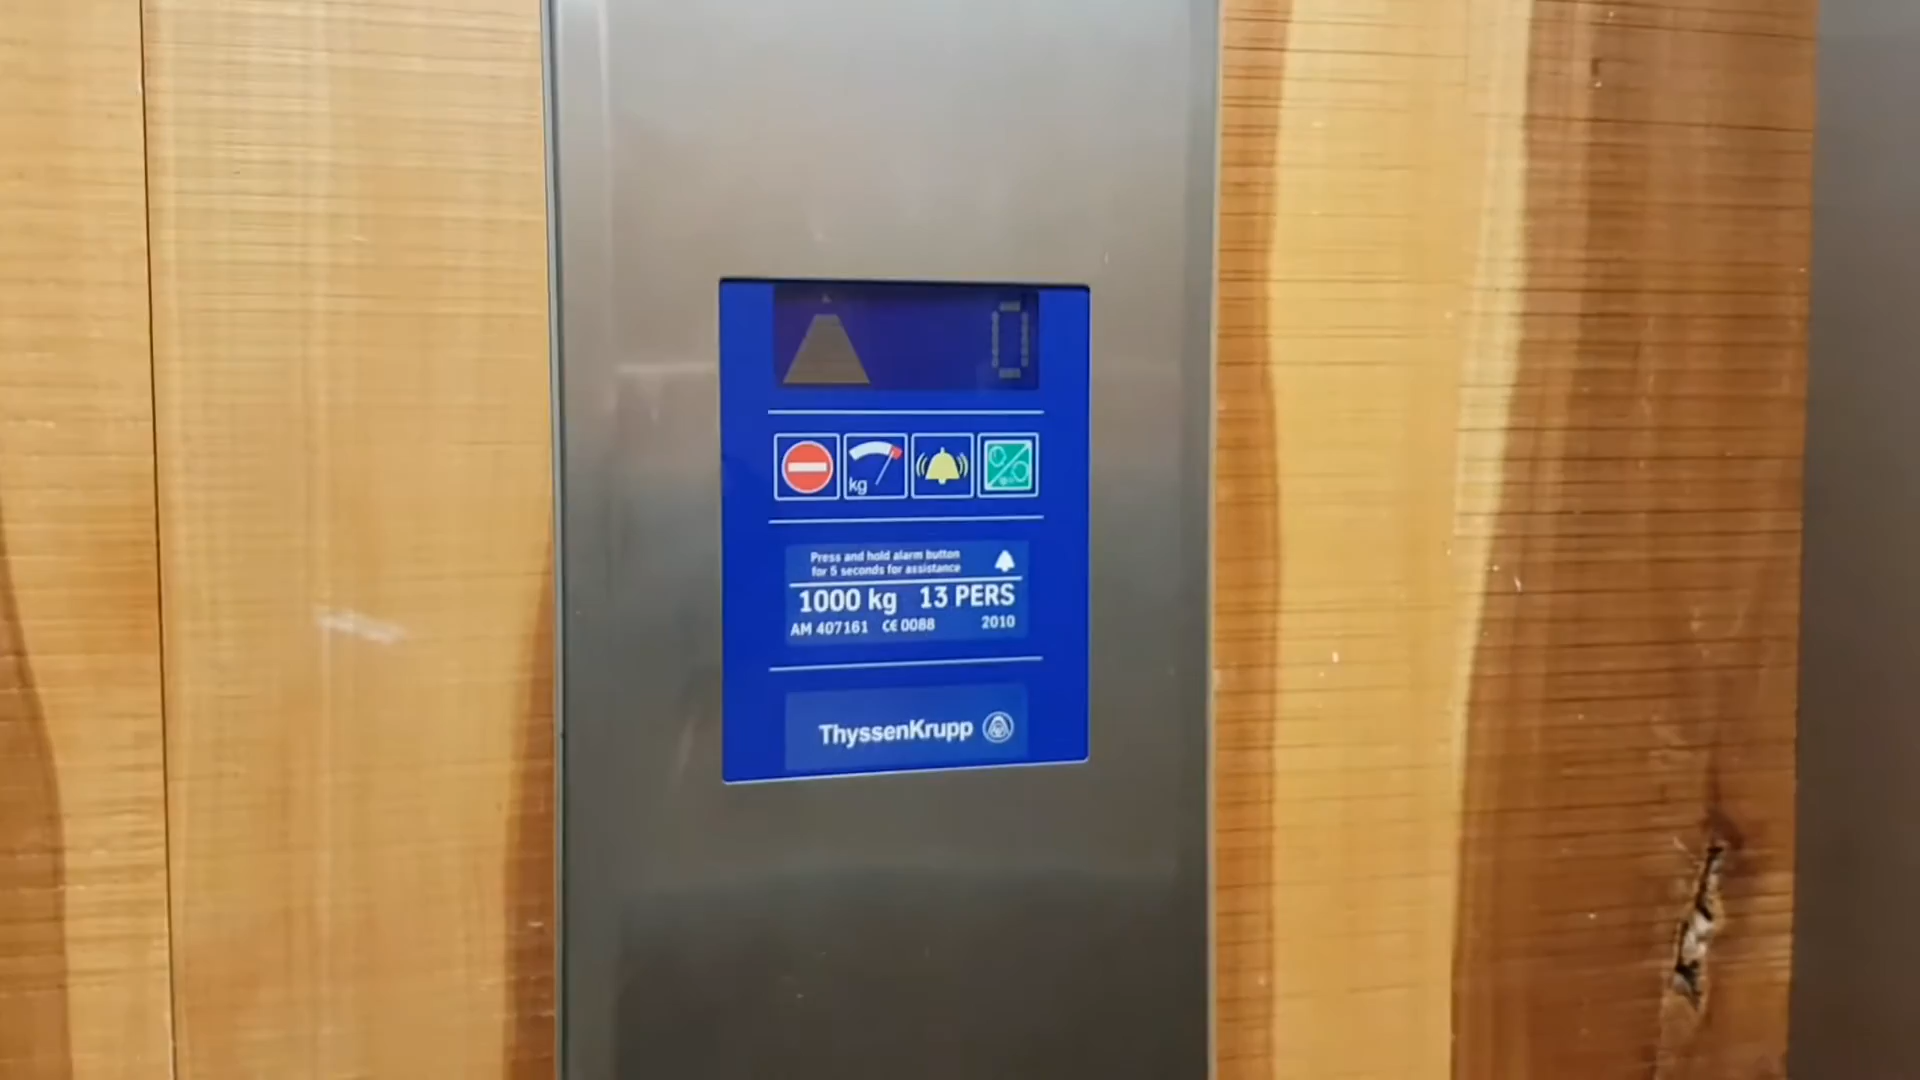 0
kg
Press and hold alarm button
for 5 seconds for assistance
1000 kg 13 PERS
AM 407161 CE 0088 2010
ThyssenKrupp